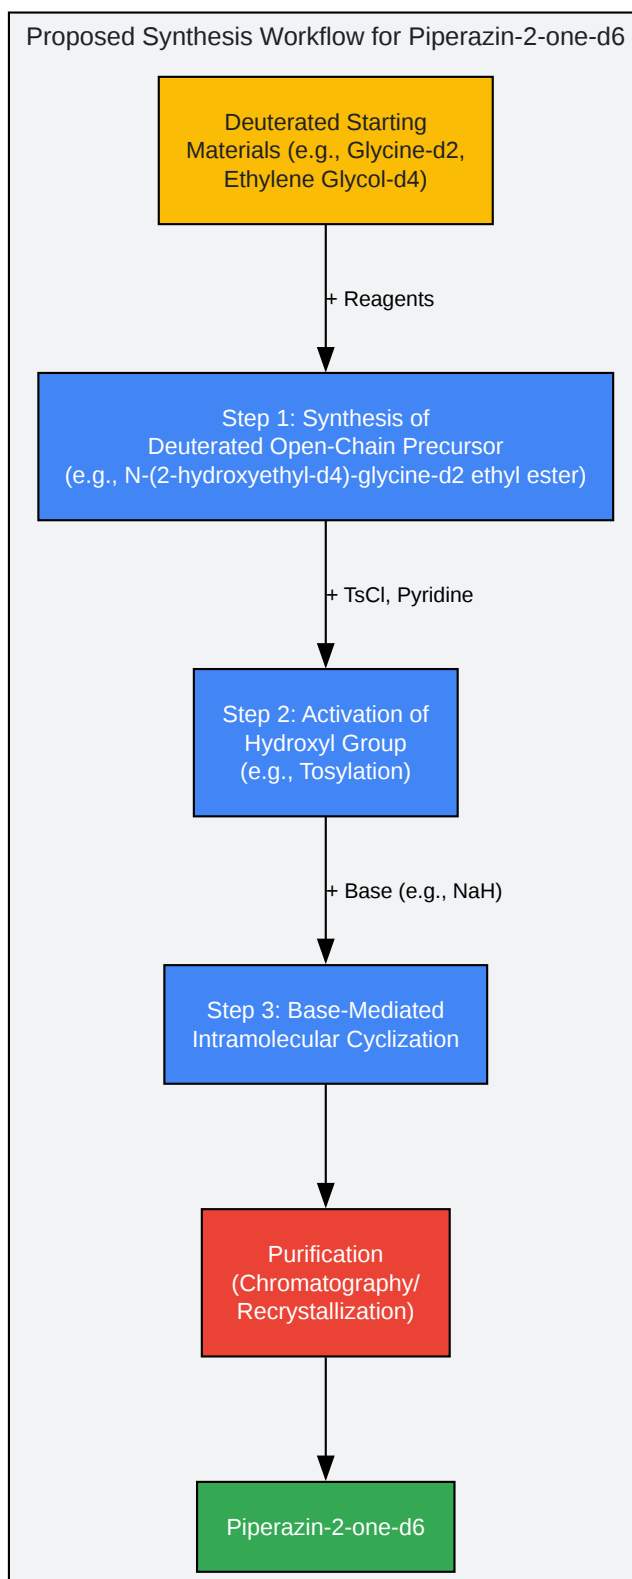 Proposed Synthesis Workflow for Piperazin-2-one-d6
Deuterated Starting
Materials (e.g., Glycine-d2,
Ethylene Glycol-d4)
+ Reagents
Step 1: Synthesis of
Deuterated Open-Chain Precursor
(e.g., N-(2-hydroxyethyl-d4)-glycine-d2 ethyl ester)
+ TsCl, Pyridine
Step 2: Activation of
Hydroxyl Group
(e.g., Tosylation)
+ Base (e.g., NaH)
Step 3: Base-Mediated
Intramolecular Cyclization
Purification
(Chromatography/
Recrystallization)
Piperazin-2-one-d6